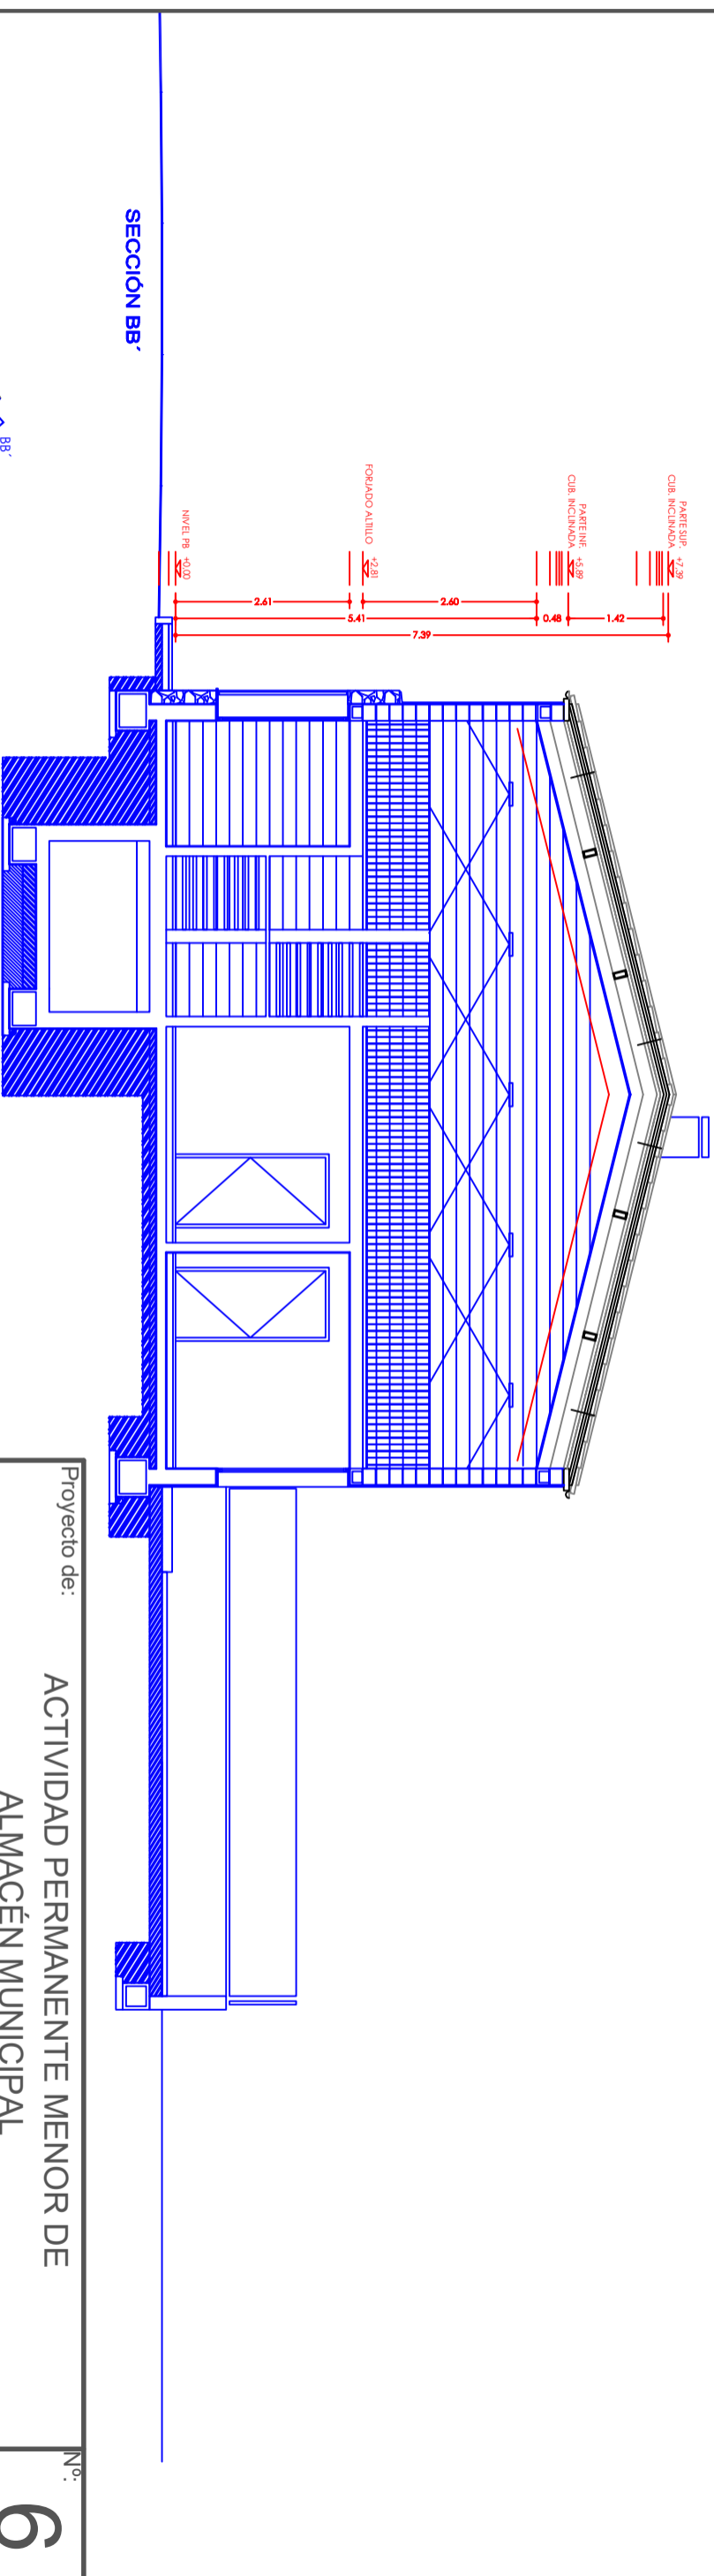 PARTE SUP.
CUB. INCLINADA +7.39
PARTE INF.
CUB. INCLINADA +5.89
FORJADO ALTILLO +2.81
NIVEL PB +0.00
1.42
0.48
2.60
2.61
5.41
7.39
SECCIÓN BB´
BB´
Proyecto de:
ACTIVIDAD PERMANENTE MENOR DE
ALMACÉN MUNICIPAL
Nº:
6